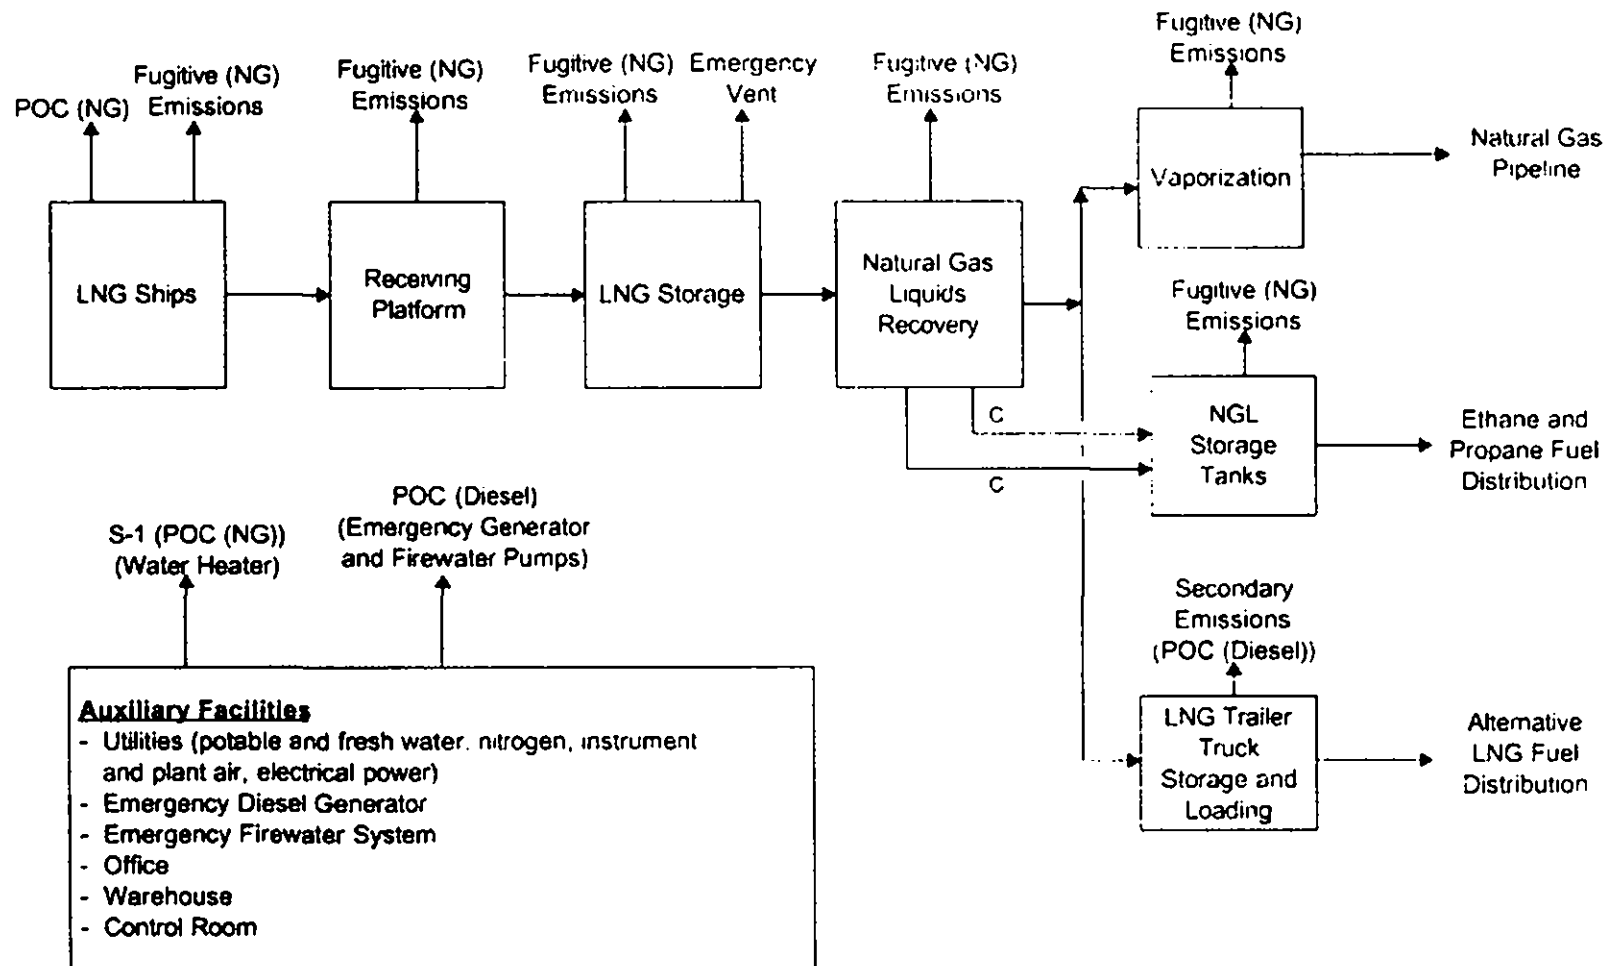 POC (NG)
Fugitive (NG)
Emissions
Fugitive (NG)
Emissions
Fugitive (NG)
Emissions
Emergency
Vent
Fugitive (NG)
Emissions
Fugitive (NG)
Emissions
LNG Ships
Receiving
Platform
LNG Storage
Natural Gas
Liquids
Recovery
Vaporization
Natural Gas
Pipeline
Fugitive (NG)
Emissions
C
C
NGL
Storage
Tanks
Ethane and
Propane Fuel
Distribution
S-1 (POC (NG))
(Water Heater)
POC (Diesel)
(Emergency Generator
and Firewater Pumps)
Secondary
Emissions
(POC (Diesel))
LNG Trailer
Truck
Storage and
Loading
Alternative
LNG Fuel
Distribution
Auxiliary Facilities
- Utilities (potable and fresh water, nitrogen, instrument
and plant air, electrical power)
- Emergency Diesel Generator
- Emergency Firewater System
- Office
- Warehouse
- Control Room